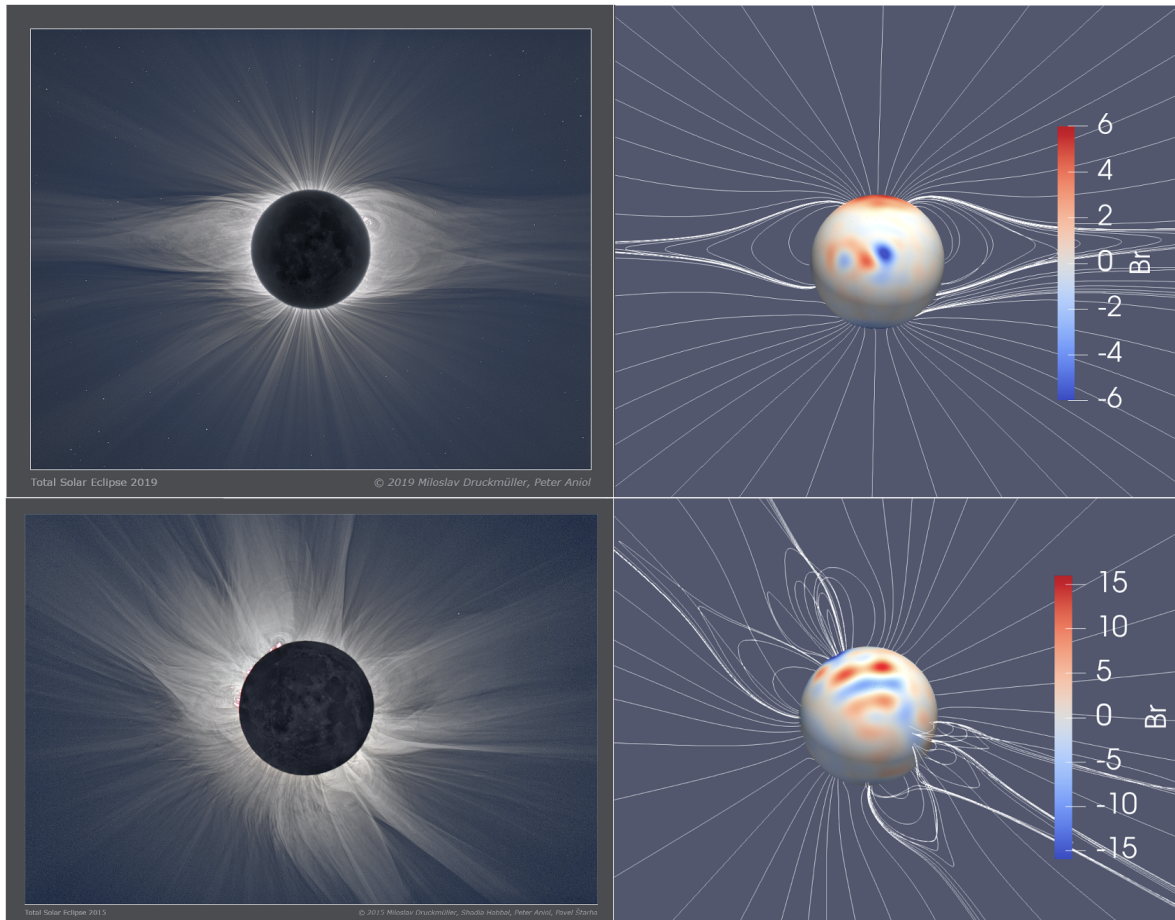 6
4
2
0
-2
-4
-6
Br
Total Solar Eclipse 2019
© 2019 Miloslav Druckmüller, Peter Aniol
15
10
5
0
-5
-10
-15
Br
Total Solar Eclipse 2015
© 2015 Miloslav Druckmüller, Shadia Habbal, Peter Aniol, Pavel Štarha